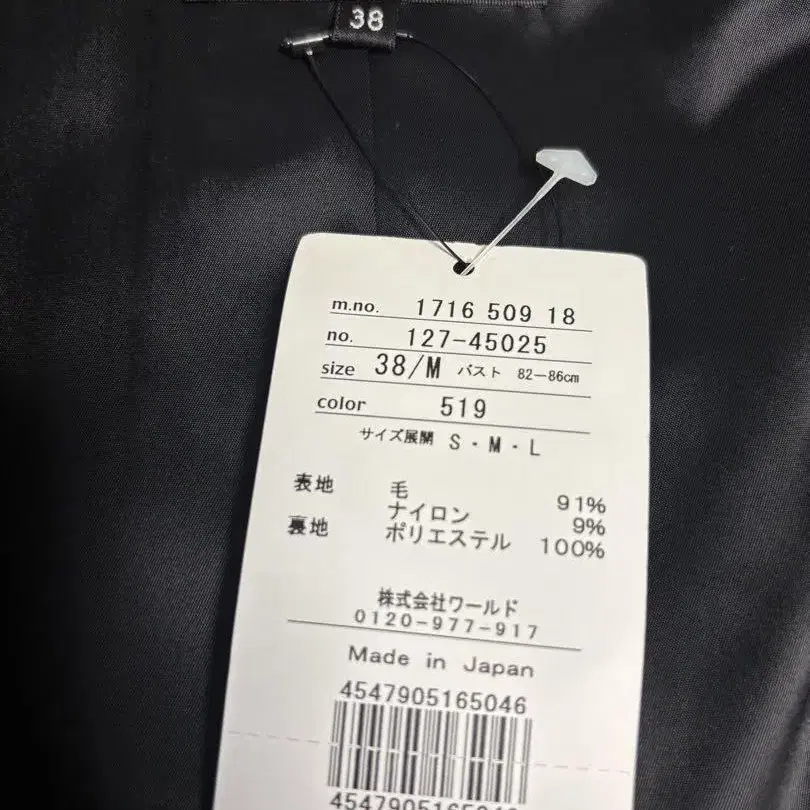 38
m.no. 1716 509 18
no. 127-45025
size 38/M バスト 82-86cm
color 519
サイズ展開 S・M・L
表地 毛 91%
ナイロン 9%
裏地 ポリエステル 100%
株式会社ワールド
0120-977-917
Made in Japan
4547905165046